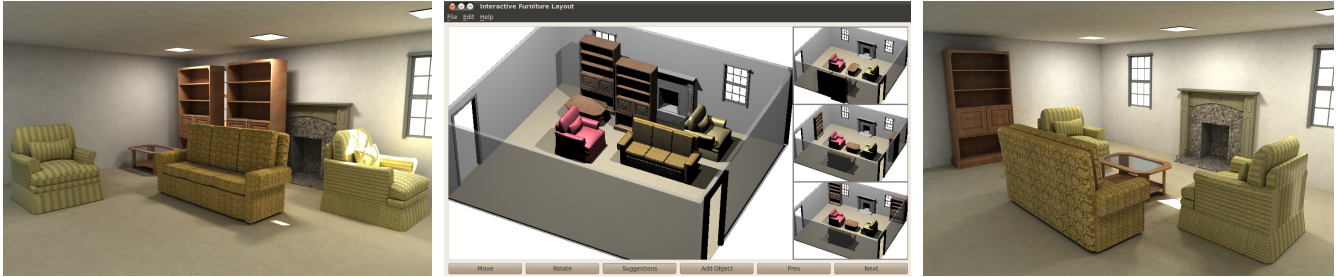 Interactive Furniture Layout
File Edit Help
Move Rotate Suggestions Add Object Prev Next